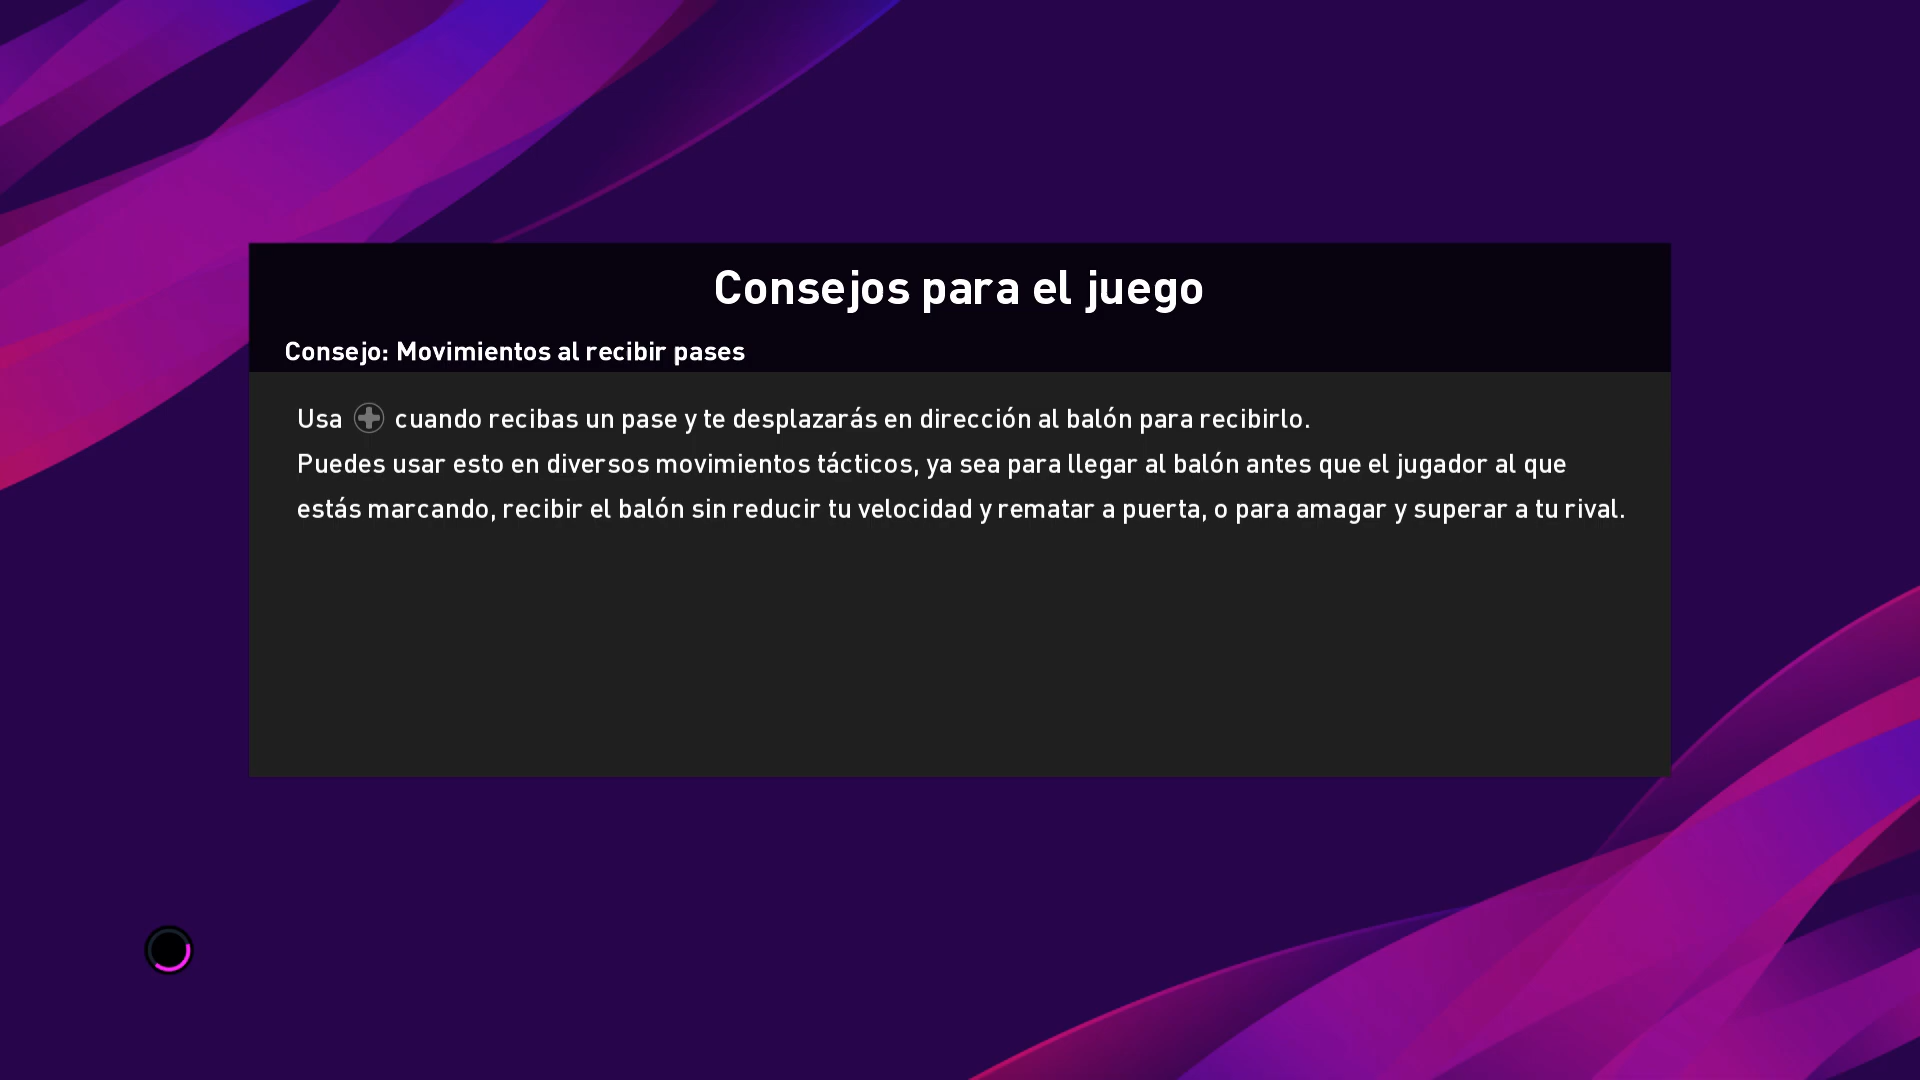 Consejos para el juego
Consejo: Movimientos al recibir pases
Usa cuando recibas un pase y te desplazarás en dirección al balón para recibirlo.
Puedes usar esto en diversos movimientos tácticos, ya sea para llegar al balón antes que el jugador al que
estás marcando, recibir el balón sin reducir tu velocidad y rematar a puerta, o para amagar y superar a tu rival.